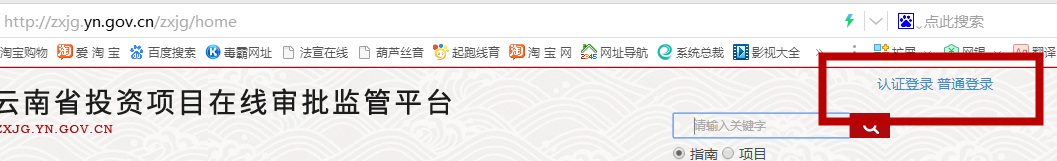 http://zxjg.yn.gov.cn/zxjg/home 点此搜索
淘宝购物 爱 淘 宝 百度搜索 毒霸网址 法宣在线 葫芦丝音 起跑线育 淘 宝 网 网址导航 系统总裁 影视大全 » 扩展 网银 翻译
认证登录 普通登录
云南省投资项目在线审批监管平台
ZXJG.YN.GOV.CN
请输入关键字
指南 项目